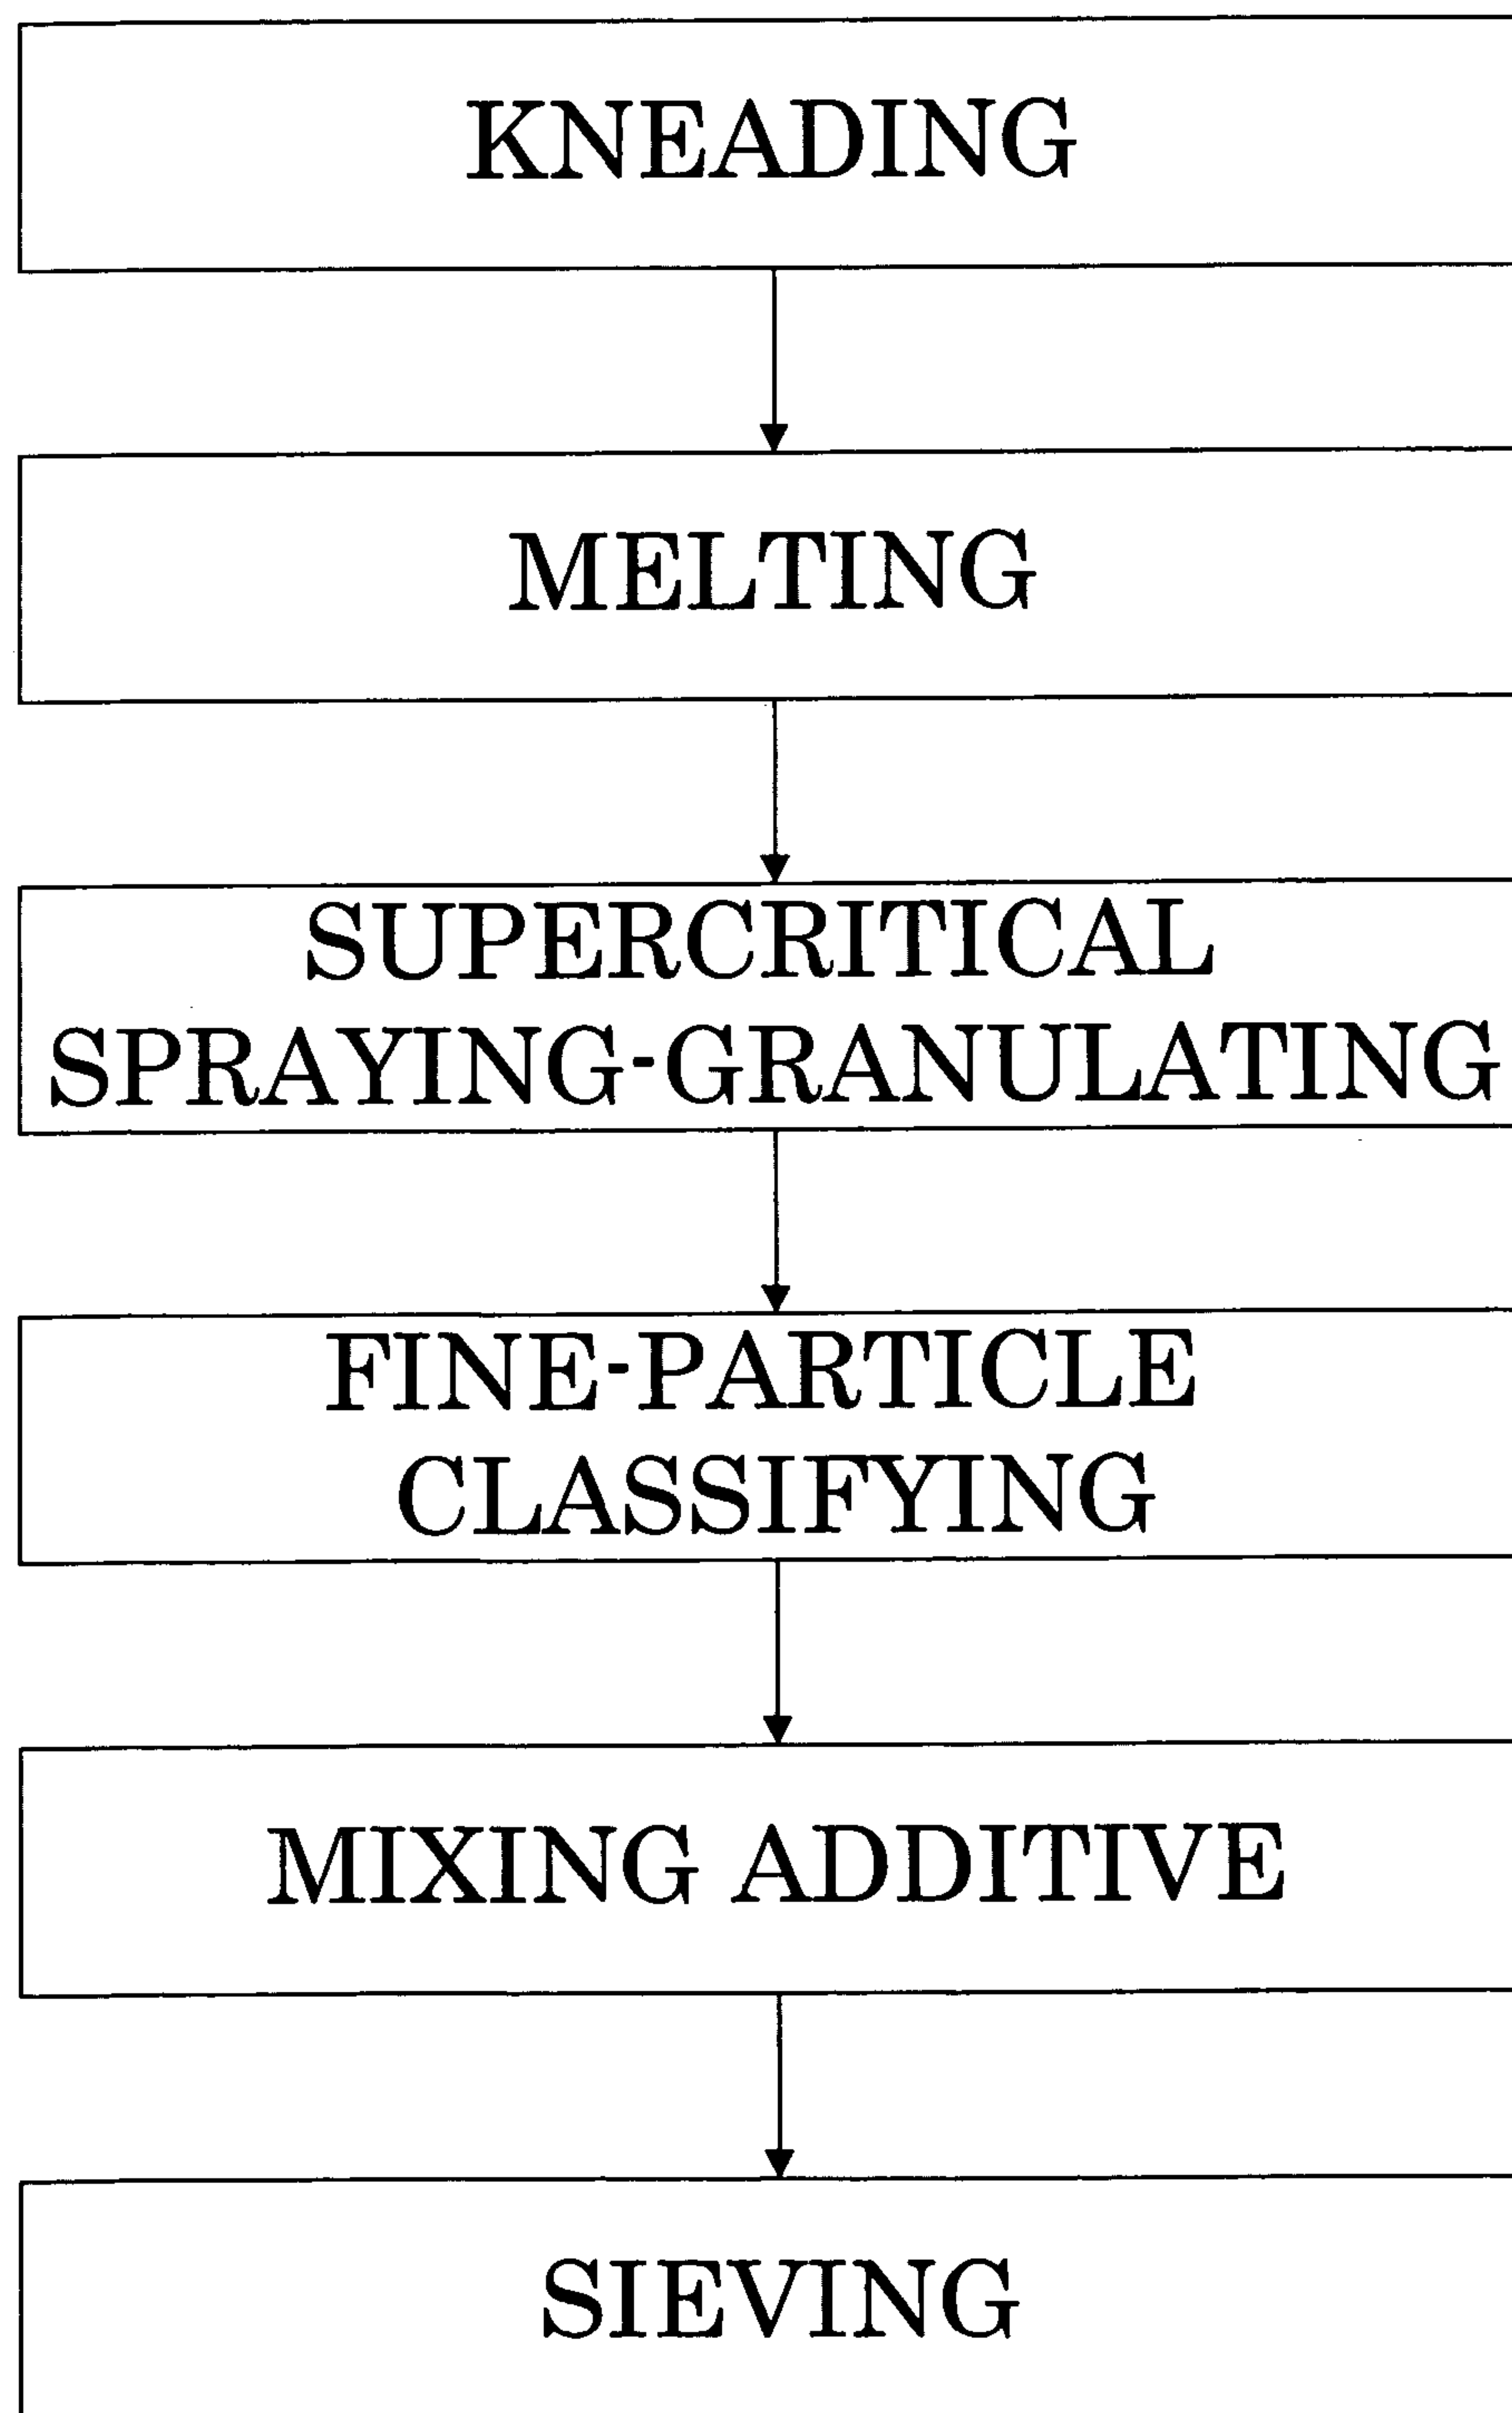 KNEADING
MELTING
SUPERCRITICAL
SPRAYING-GRANULATING
FINE-PARTICLE
CLASSIFYING
MIXING ADDITIVE
SIEVING